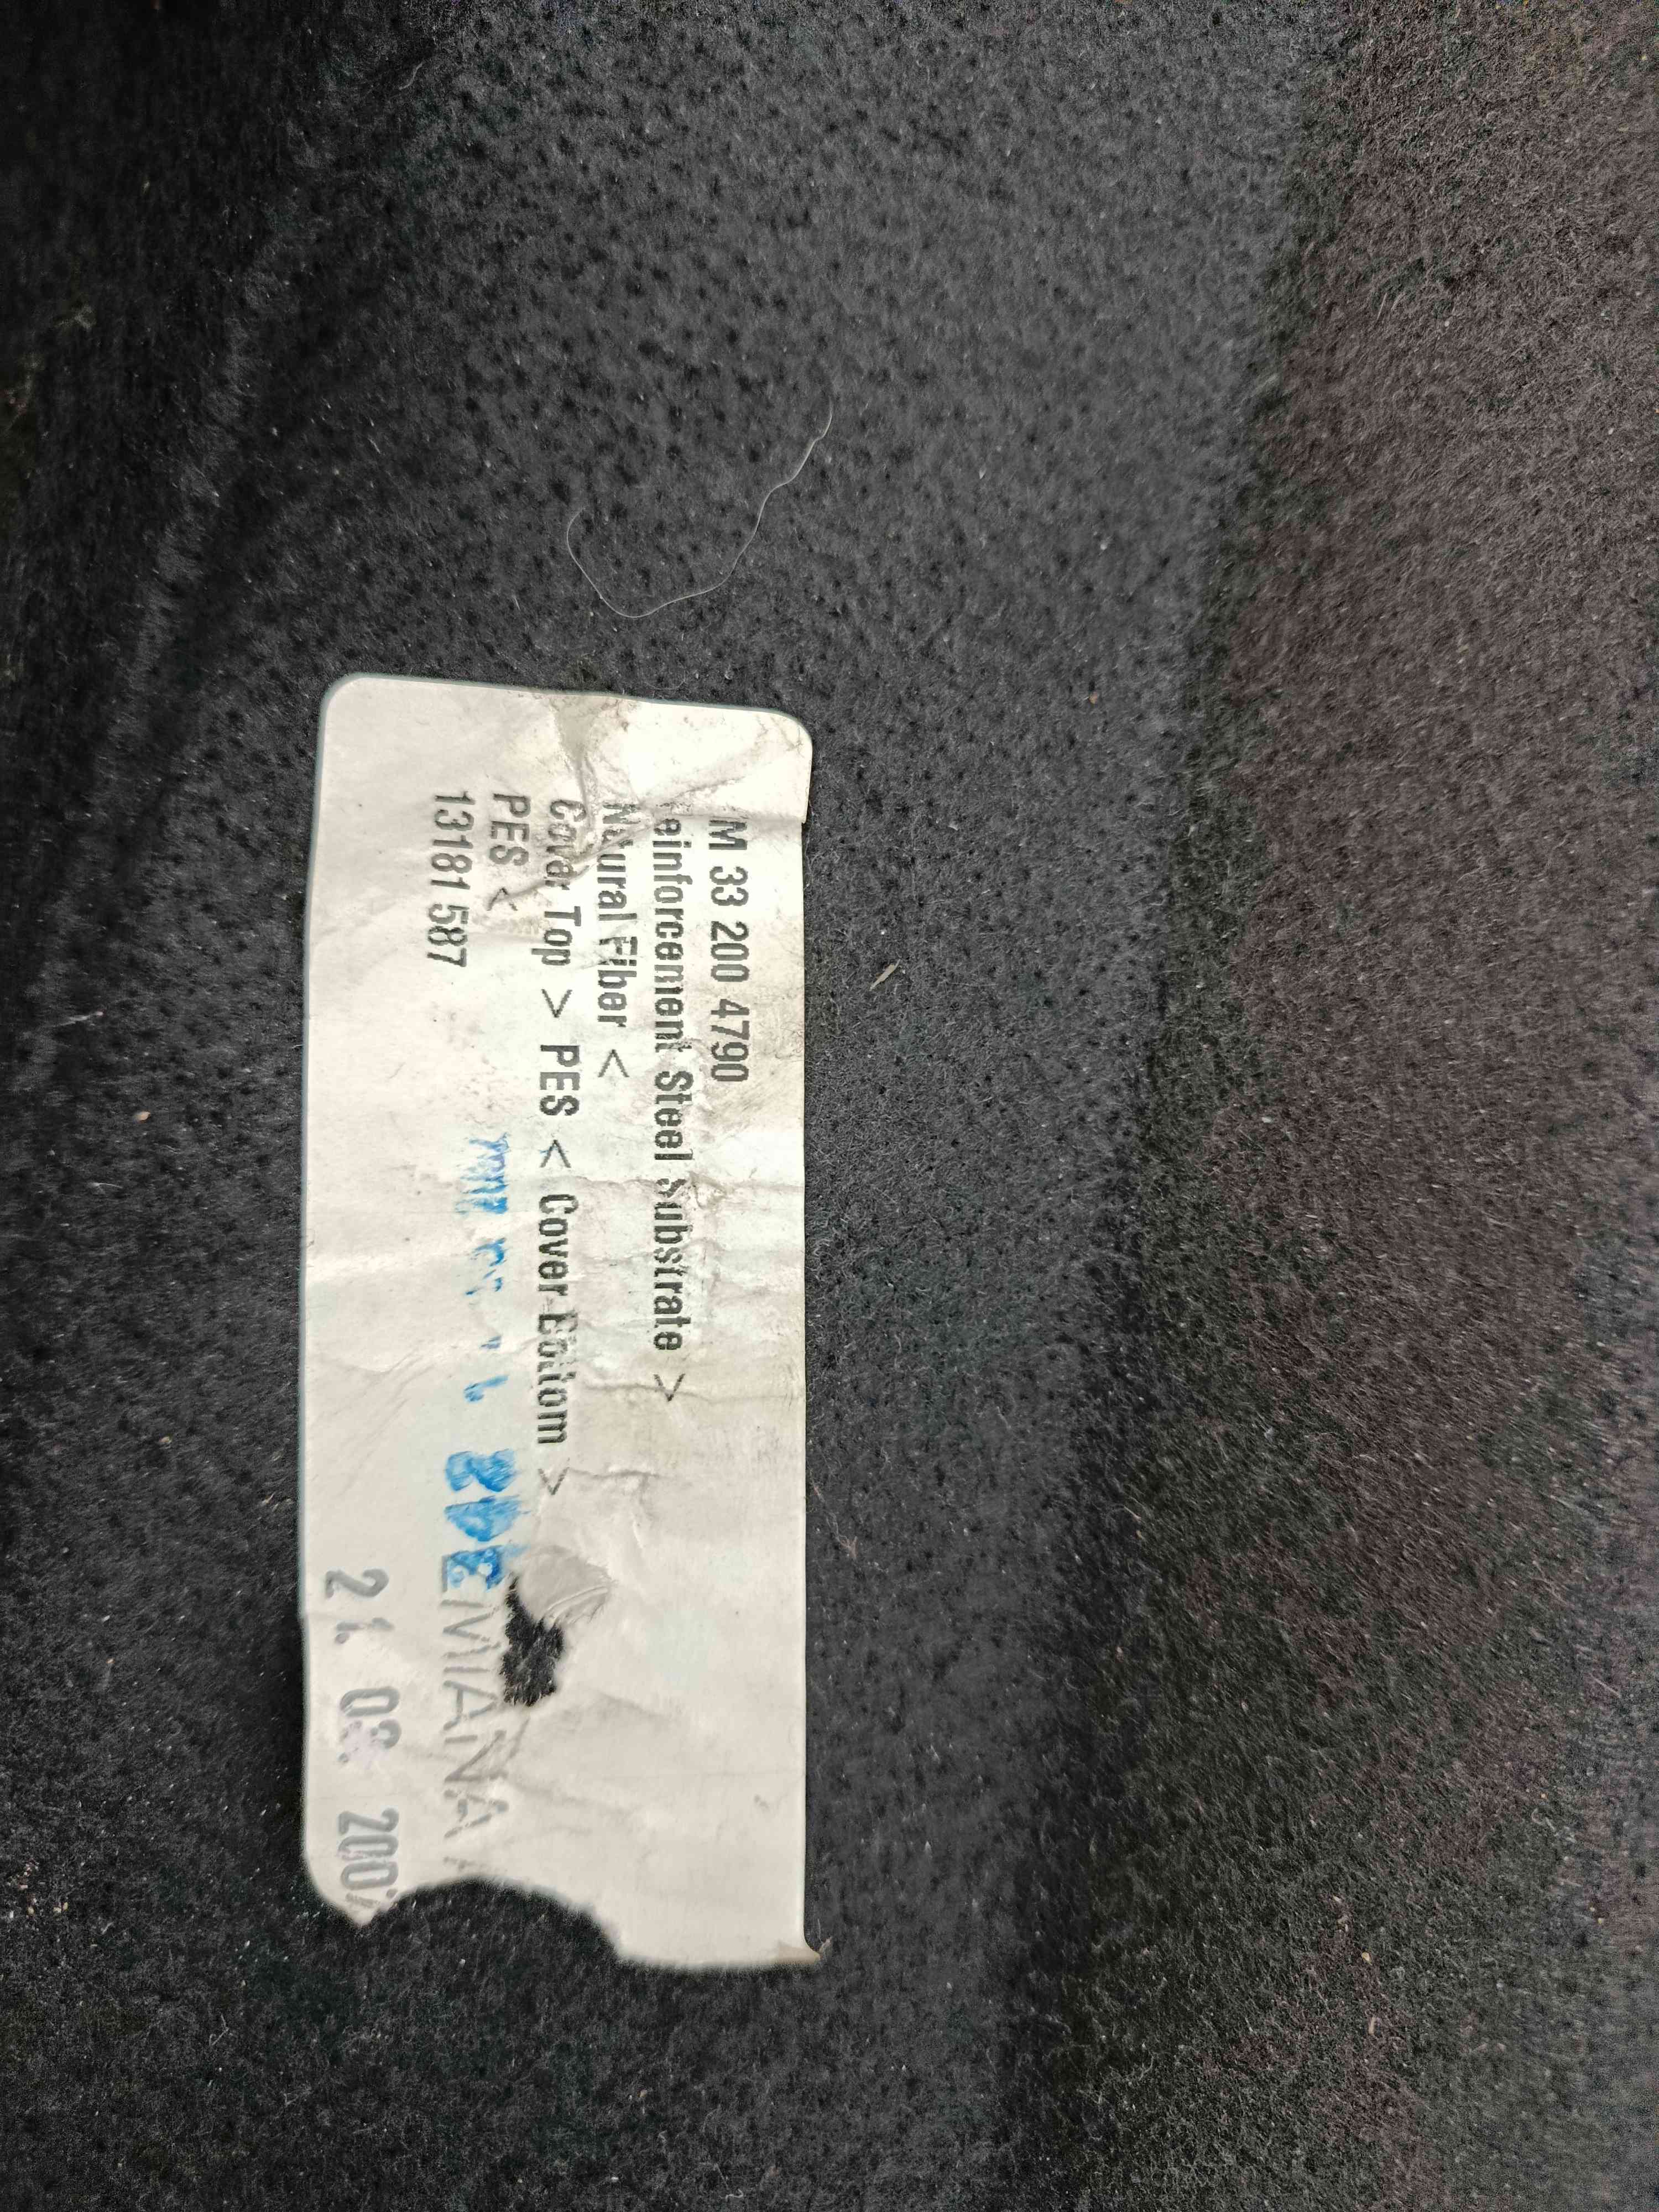 M 33 200 4790
einforcement Steel Substrate >
Natural Fiber <
Cover Top > PES < Cover Bottom >
PES <
13181 587
EMIANA
21. 03. 200